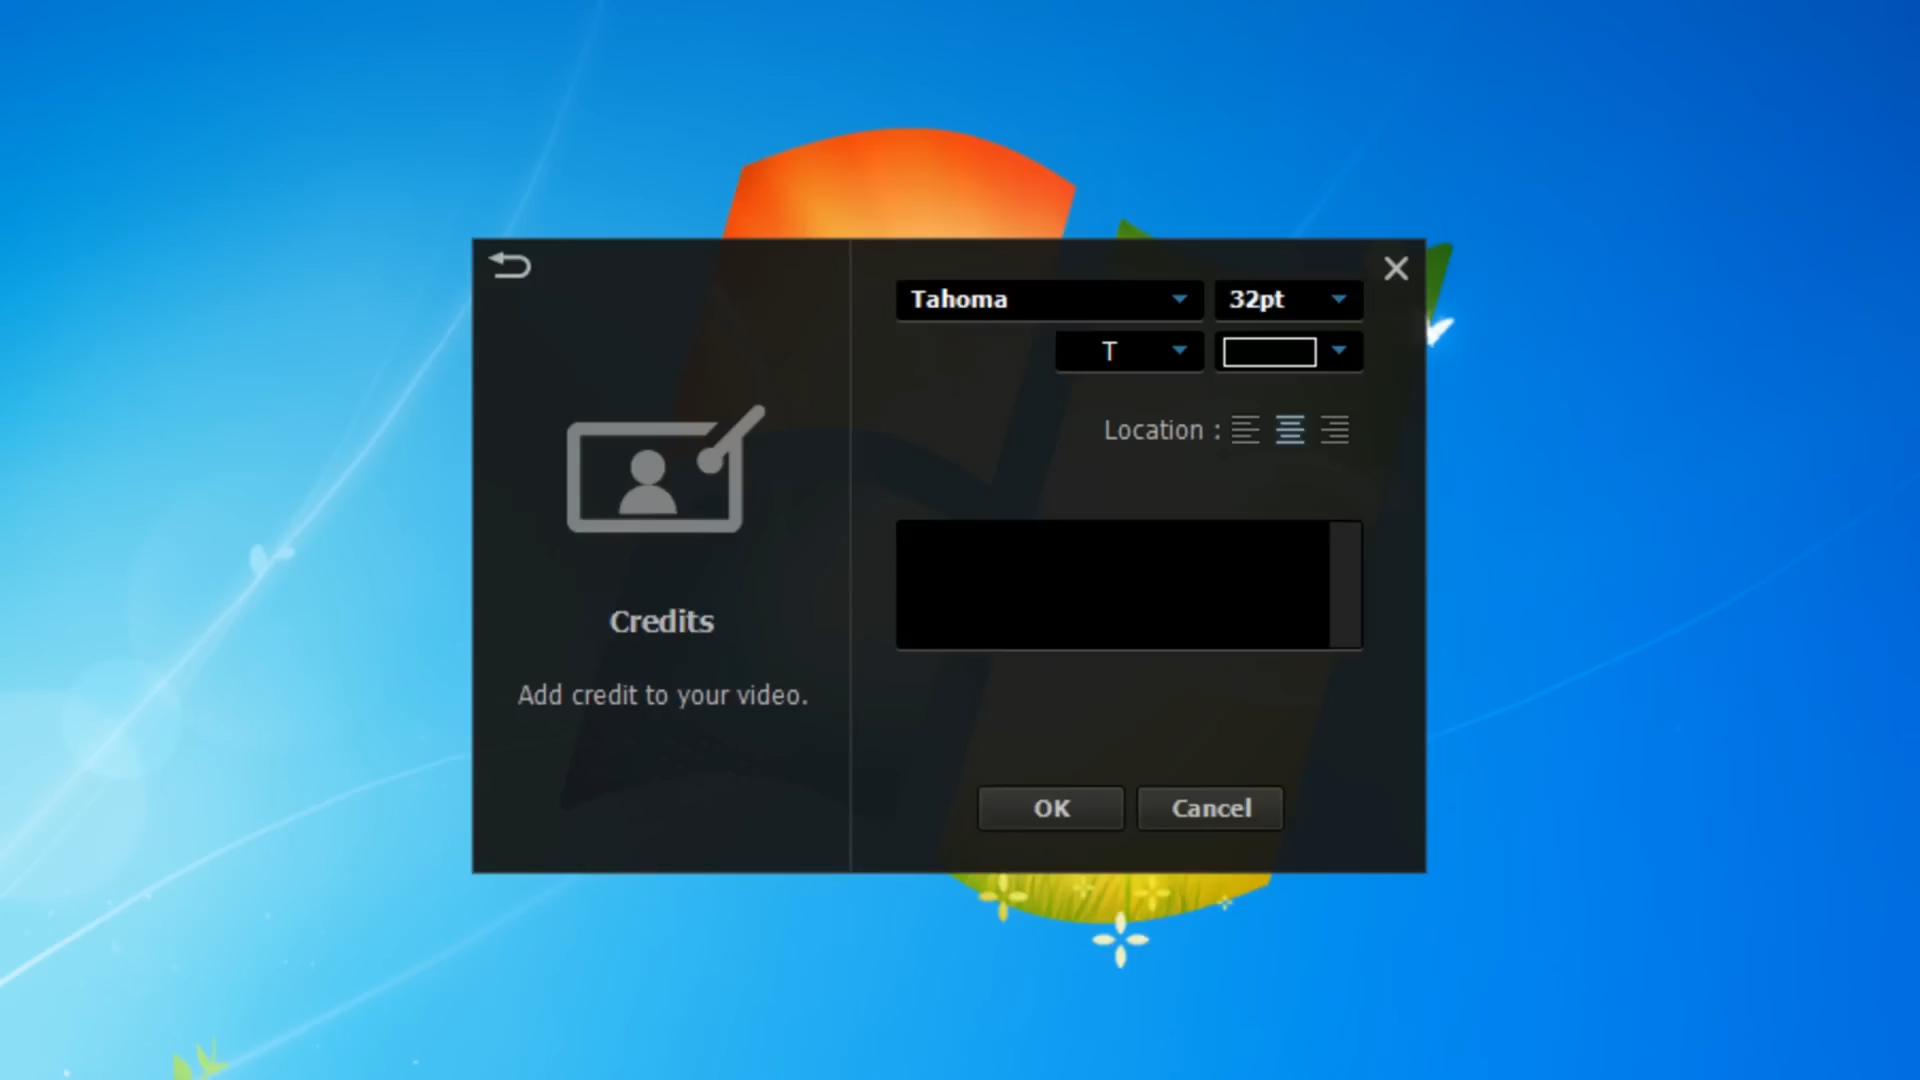 Tahoma
32pt
T
Location :
Credits
Add credit to your video.
OK
Cancel